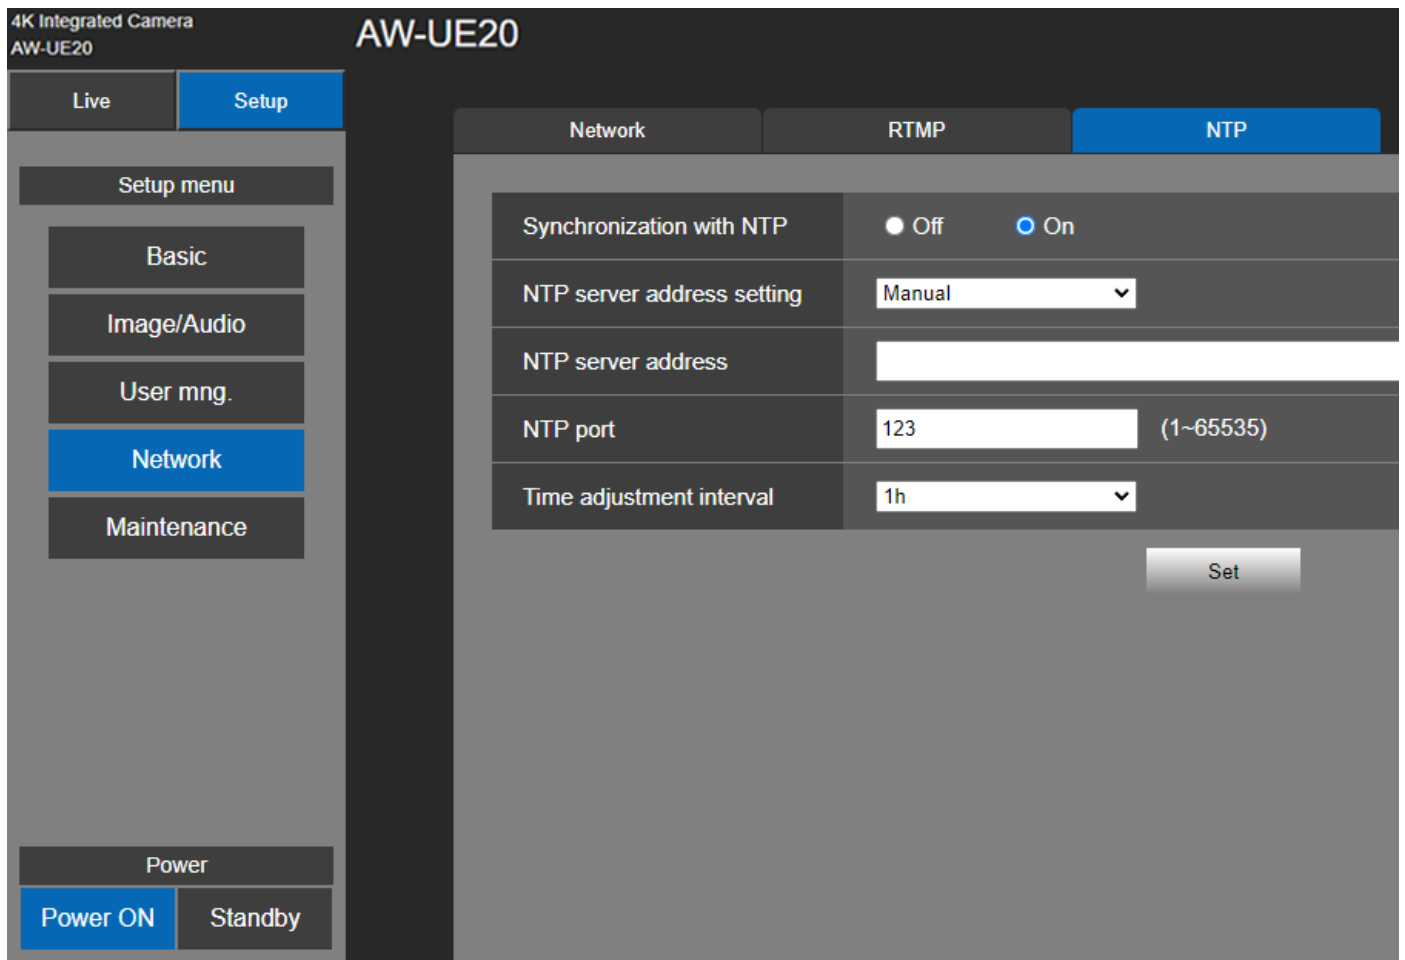 4K Integrated Camera
AW-UE20
AW-UE20
Live Setup
Setup menu
Basic
Image/Audio
User mng.
Network
Maintenance
Power
Power ON Standby
Network RTMP NTP
Synchronization with NTP Off On
NTP server address setting Manual
NTP server address
NTP port 123 (1~65535)
Time adjustment interval 1h
Set